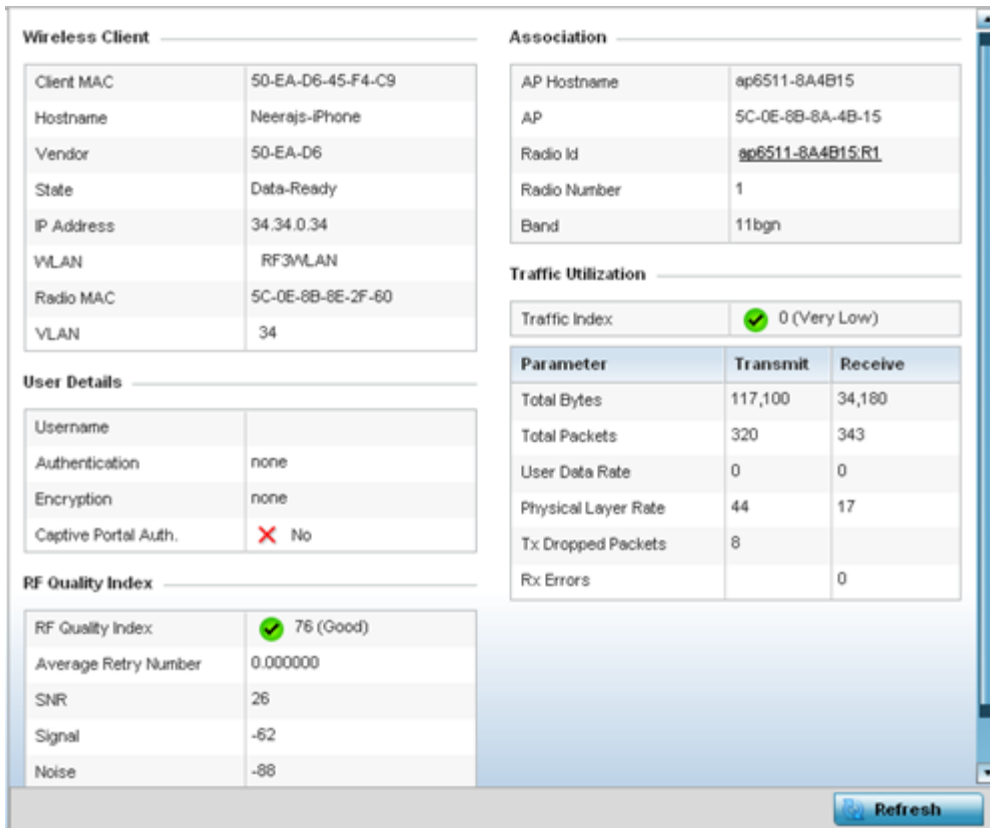 Wireless Client
Client MAC 50-EA-D6-45-F4-C9
Hostname Neerajs-iPhone
Vendor 50-EA-D6
State Data-Ready
IP Address 34.34.0.34
WLAN RF3WLAN
Radio MAC 5C-0E-8B-8E-2F-60
VLAN 34
User Details
Username
Authentication none
Encryption none
Captive Portal Auth. No
RF Quality Index
RF Quality Index 76 (Good)
Average Retry Number 0.000000
SNR 26
Signal -62
Noise -88
Association
AP Hostname ap6511-8A4B15
AP 5C-0E-8B-8A-4B-15
Radio Id ap6511-8A4B15:R1
Radio Number 1
Band 11bgn
Traffic Utilization
Traffic Index 0 (Very Low)
Parameter Transmit Receive
Total Bytes 117,100 34,180
Total Packets 320 343
User Data Rate 0 0
Physical Layer Rate 44 17
Tx Dropped Packets 8
Rx Errors 0
Refresh